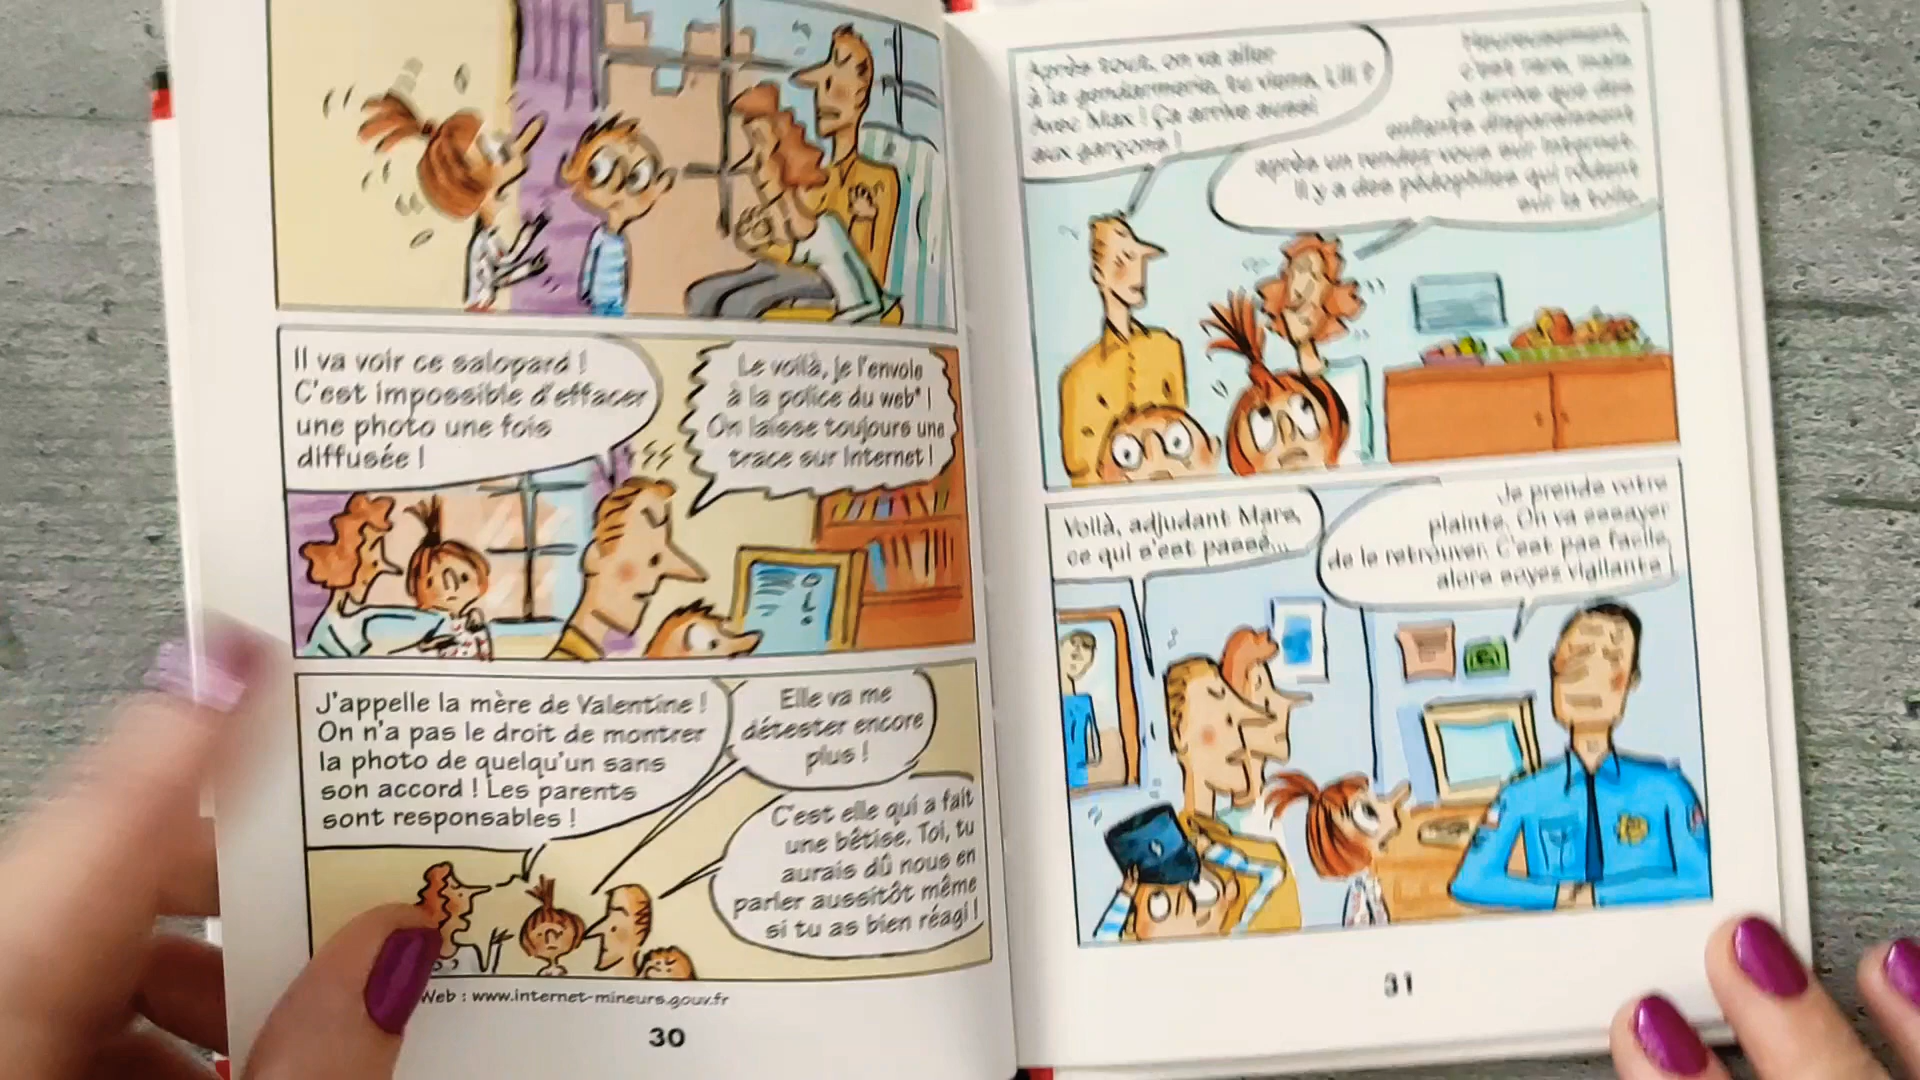 Il va voir ce salopard !
C'est impossible d'effacer
une photo une fois
diffusée !
Le voilà, je l'envoie
à la police du web* !
On laisse toujours une
trace sur Internet !
J'appelle la mère de Valentine !
On n'a pas le droit de montrer
la photo de quelqu'un sans
son accord ! Les parents
sont responsables !
Elle va me
détester encore
plus !
C'est elle qui a fait
une bêtise. Toi, tu
aurais dû nous en
parler aussitôt même
si tu as bien réagi !
Web : www.internet-mineurs.gouv.fr
30
Après tout, on va aller
à la gendarmerie, tu viens, Lili ?
Avec Max ! Ça arrive aussi
aux garçons !
Heureusement,
c'est rare, mais
ça arrive que des
enfants disparaissent
après un rendez-vous sur Internet.
Il y a des pédophiles qui rôdent
sur la toile.
Voilà, adjudant Mare,
ce qui s'est passé...
Je prends votre
plainte. On va essayer
de le retrouver. C'est pas facile,
alors soyez vigilants !
31